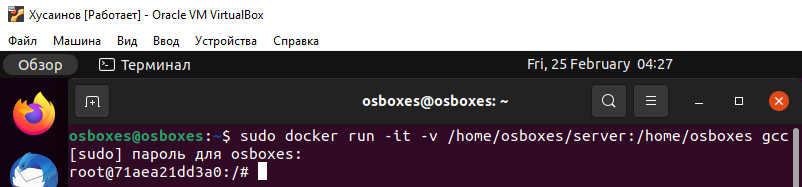 Хусаинов [Работает] - Oracle VM VirtualBox
Файл Машина Вид Ввод Устройства Справка
Обзор Терминал Fri, 25 February 04:27
osboxes@osboxes: ~
osboxes@osboxes:~$ sudo docker run -it -v /home/osboxes/server:/home/osboxes gcc
[sudo] пароль для osboxes:
root@71aea21dd3a0:/#